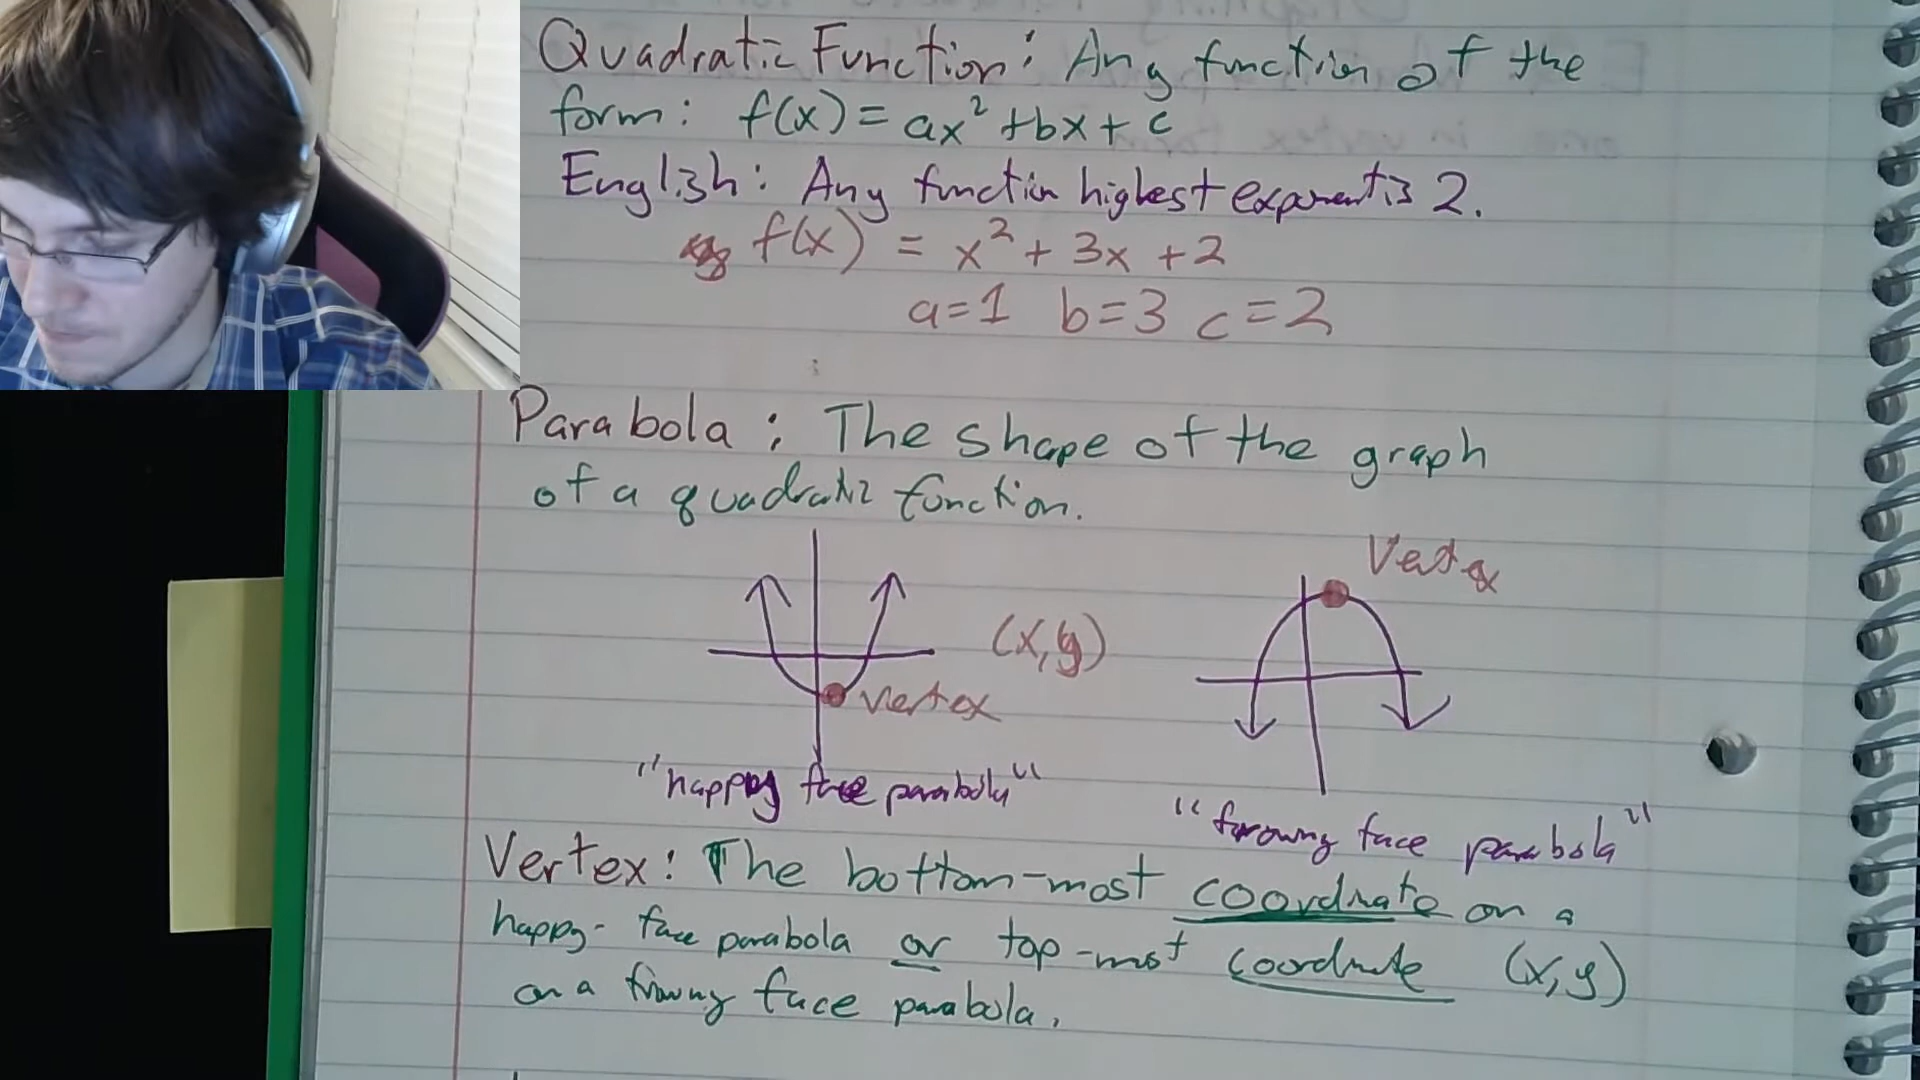 Quadratic Function: Any function of the
form: f(x) = ax² + bx + c
English: Any function highest exponent is 2.
eg f(x) = x² + 3x + 2
a=1 b=3 c=2
Parabola: The shape of the graph
of a quadratic function.
Vertex
(x,y)
vertex
"happy face parabola"
"frowny face parabola"
Vertex: The bottom-most coordinate on a
happy-face parabola or top-most coordinate (x,y)
on a frowny face parabola.